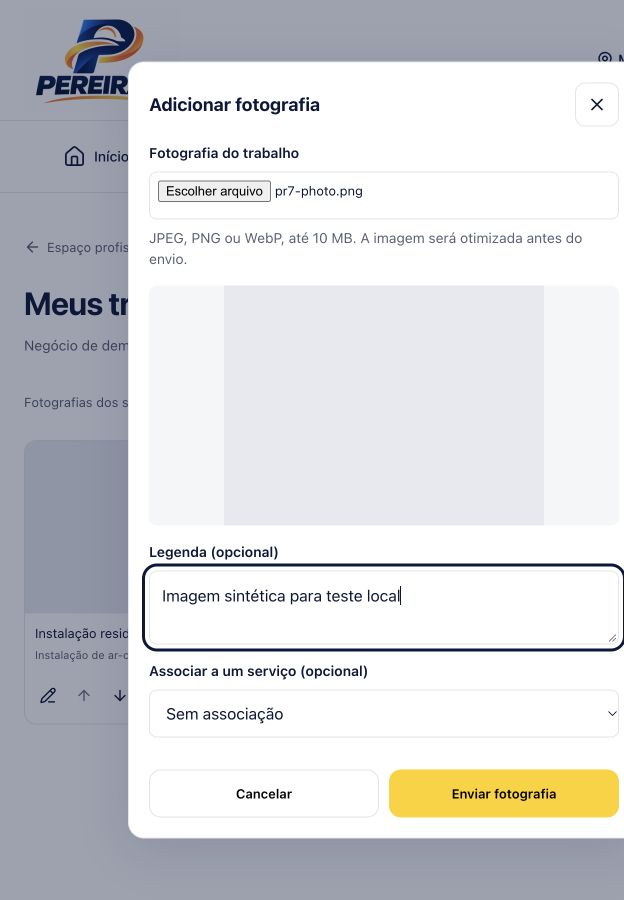 PEREIR
M
Início
Espaço profis
Meus tr
Negócio de dem
Fotografias dos s
Instalação resid
Instalação de ar-c
Adicionar fotografia
Fotografia do trabalho
Escolher arquivo pr7-photo.png
JPEG, PNG ou WebP, até 10 MB. A imagem será otimizada antes do
envio.
Legenda (opcional)
Imagem sintética para teste local
Associar a um serviço (opcional)
Sem associação
Cancelar
Enviar fotografia